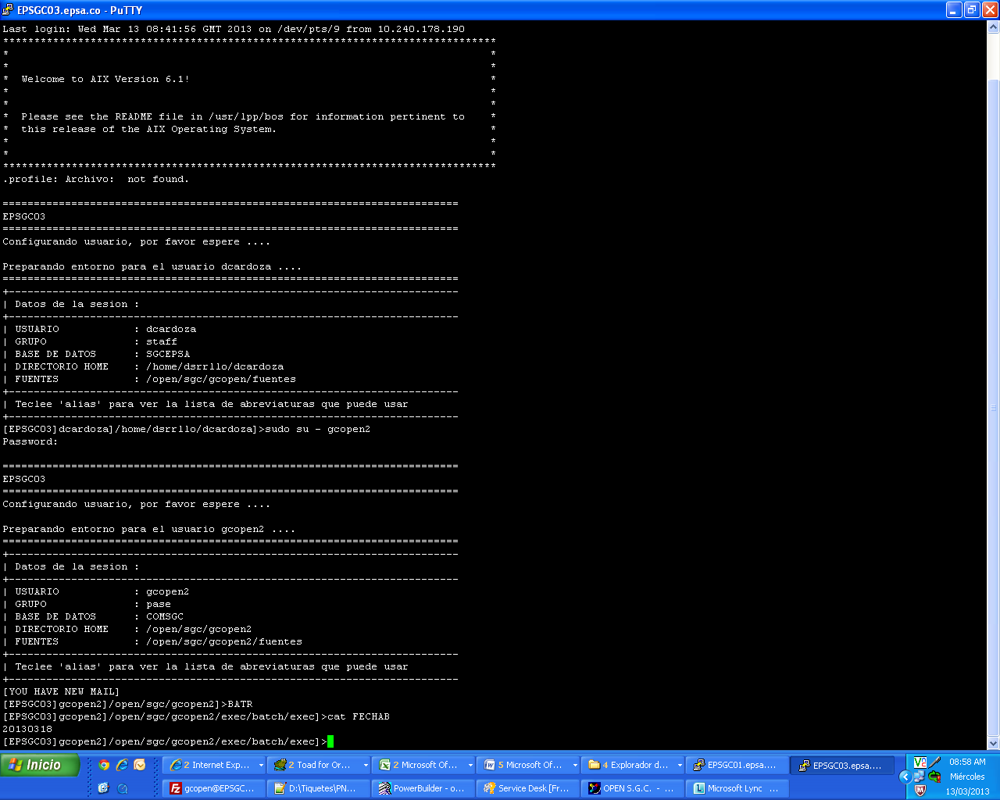 EPSGC03.epsa.co - PuTTY
Last login: Wed Mar 13 08:41:56 GMT 2013 on /dev/pts/9 from 10.240.178.190
*******************************************************************************
*                                                                             *
*                                                                             *
*  Welcome to AIX Version 6.1!                                                *
*                                                                             *
*                                                                             *
*  Please see the README file in /usr/lpp/bos for information pertinent to    *
*  this release of the AIX Operating System.                                  *
*                                                                             *
*                                                                             *
*******************************************************************************
.profile: Archivo:  not found.
=========================================================================
EPSGC03
=========================================================================
Configurando usuario, por favor espere ....
Preparando entorno para el usuario dcardoza ....
=========================================================================
+------------------------------------------------------------------------
| Datos de la sesion :
+------------------------------------------------------------------------
| USUARIO            : dcardoza
| GRUPO              : staff
| BASE DE DATOS      : SGCEPSA
| DIRECTORIO HOME    : /home/dsrrllo/dcardoza
| FUENTES            : /open/sgc/gcopen/fuentes
+------------------------------------------------------------------------
| Teclee 'alias' para ver la lista de abreviaturas que puede usar
+------------------------------------------------------------------------
[EPSGC03]dcardoza]/home/dsrrllo/dcardoza]>sudo su - gcopen2
Password:
=========================================================================
EPSGC03
=========================================================================
Configurando usuario, por favor espere ....
Preparando entorno para el usuario gcopen2 ....
=========================================================================
+------------------------------------------------------------------------
| Datos de la sesion :
+------------------------------------------------------------------------
| USUARIO            : gcopen2
| GRUPO              : pase
| BASE DE DATOS      : COMSGC
| DIRECTORIO HOME    : /open/sgc/gcopen2
| FUENTES            : /open/sgc/gcopen2/fuentes
+------------------------------------------------------------------------
| Teclee 'alias' para ver la lista de abreviaturas que puede usar
+------------------------------------------------------------------------
[YOU HAVE NEW MAIL]
[EPSGC03]gcopen2]/open/sgc/gcopen2]>BATR
[EPSGC03]gcopen2]/open/sgc/gcopen2/exec/batch/exec]>cat FECHAB
20130318
[EPSGC03]gcopen2]/open/sgc/gcopen2/exec/batch/exec]>
Inicio
2 Internet Exp...
2 Toad for Or...
2 Microsoft Of...
5 Microsoft Of...
4 Explorador d...
EPSGC01.epsa....
EPSGC03.epsa....
08:58 AM
gcopen@EPSGC...
D:\Tiquetes\PN...
PowerBuilder - o...
Service Desk [Fr...
OPEN S.G.C.  - ...
Microsoft Lync ...
Miércoles
13/03/2013